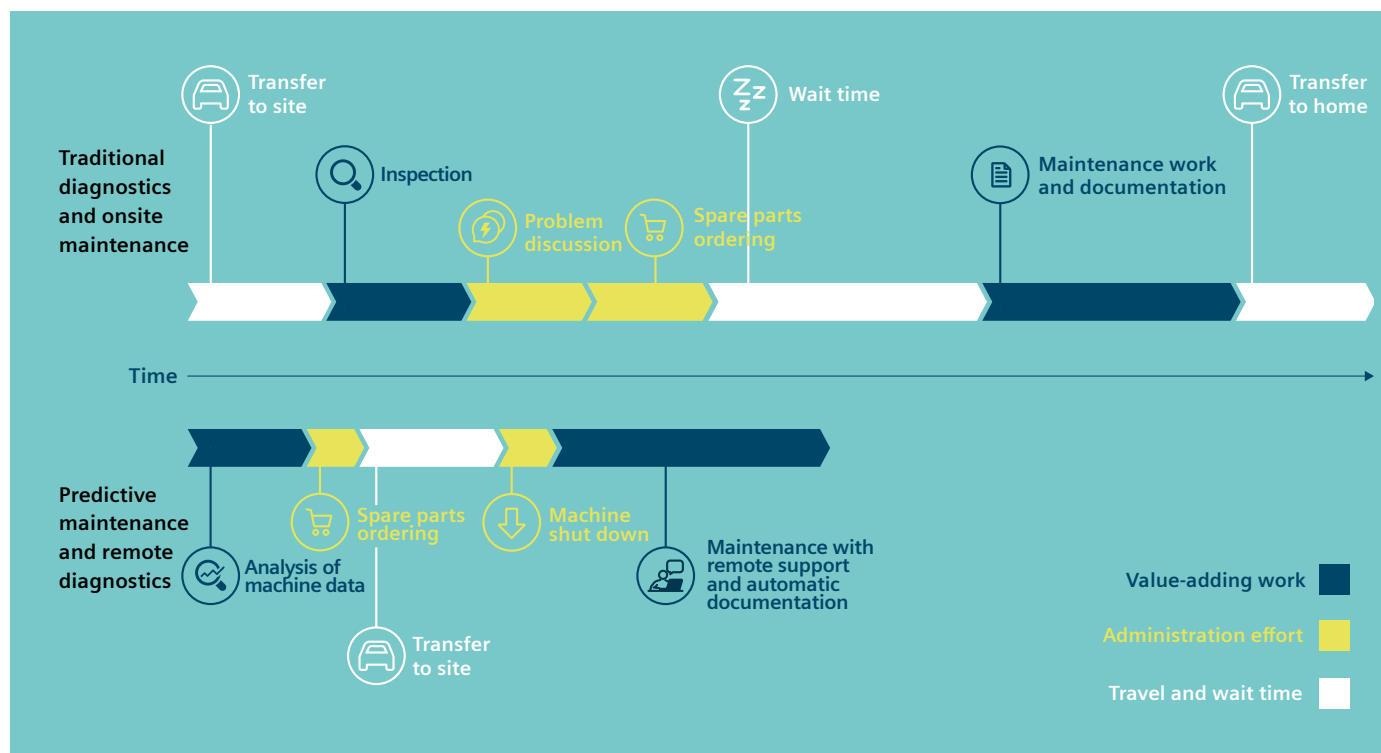 Transfer
to site
Wait time
Transfer
to home
Traditional
diagnostics
and onsite
maintenance
Inspection
Maintenance work
and documentation
Problem
discussion
Spare parts
ordering
Time
Predictive
maintenance
and remote
diagnostics
Analysis of
machine data
Spare parts
ordering
Transfer
to site
Machine
shut down
Maintenance with
remote support
and automatic
documentation
Value-adding work
Administration effort
Travel and wait time